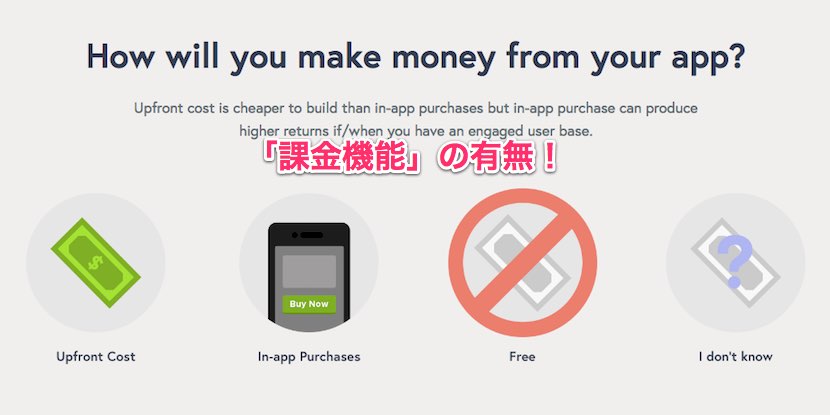 How will you make money from your app?
Upfront cost is cheaper to build than in-app purchases but in-app purchase can produce
higher returns if/when you have an engaged user base.
「課金機能」の有無！
$
Buy Now
?
Upfront Cost
In-app Purchases
Free
I don't know